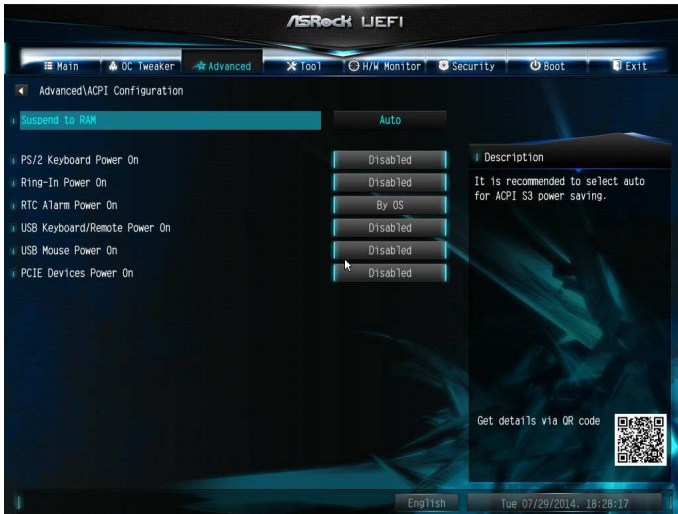 ASRock UEFI
Main OC Tweaker Advanced Tool H/W Monitor Security Boot Exit
Advanced\ACPI Configuration
Suspend to RAM Auto
PS/2 Keyboard Power On Disabled
Ring-In Power On Disabled
RTC Alarm Power On By OS
USB Keyboard/Remote Power On Disabled
USB Mouse Power On Disabled
PCIE Devices Power On Disabled
Description
It is recommended to select auto
for ACPI S3 power saving.
Get details via QR code
English Tue 07/29/2014. 18:28:17